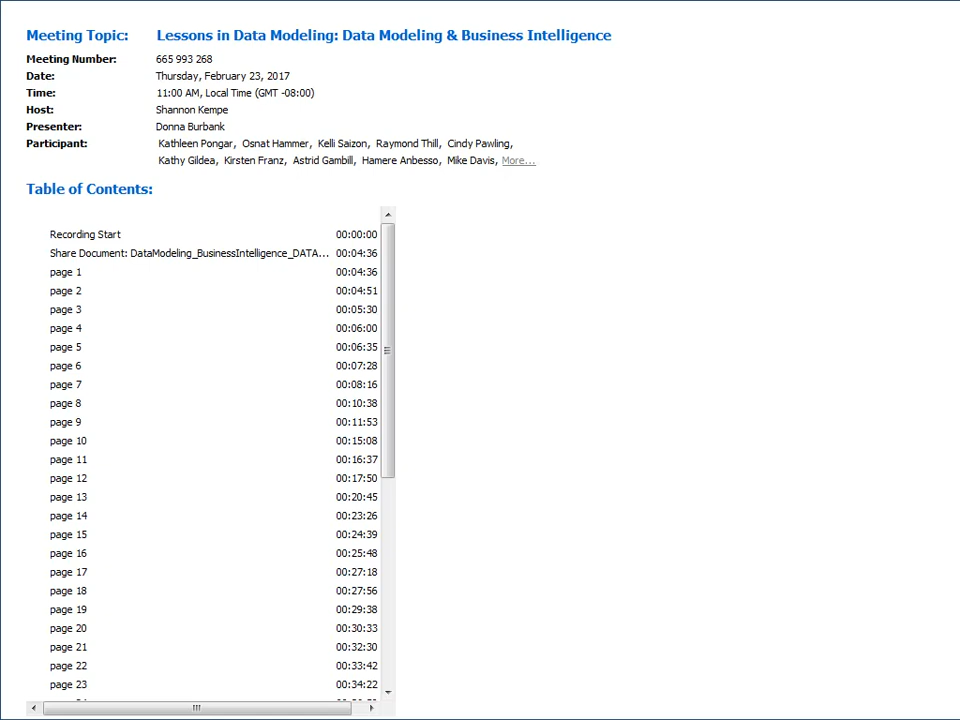 Meeting Topic: Lessons in Data Modeling: Data Modeling & Business Intelligence
Meeting Number: 665 993 268
Date: Thursday, February 23, 2017
Time: 11:00 AM, Local Time (GMT -08:00)
Host: Shannon Kempe
Presenter: Donna Burbank
Participant: Kathleen Pongar, Osnat Hammer, Kelli Saizon, Raymond Thill, Cindy Pawling,
Kathy Gildea, Kirsten Franz, Astrid Gambill, Hamere Anbesso, Mike Davis, More...
Table of Contents:
Recording Start 00:00:00
Share Document: DataModeling_BusinessIntelligence_DATA... 00:04:36
page 1 00:04:36
page 2 00:04:51
page 3 00:05:30
page 4 00:06:00
page 5 00:06:35
page 6 00:07:28
page 7 00:08:16
page 8 00:10:38
page 9 00:11:53
page 10 00:15:08
page 11 00:16:37
page 12 00:17:50
page 13 00:20:45
page 14 00:23:26
page 15 00:24:39
page 16 00:25:48
page 17 00:27:18
page 18 00:27:56
page 19 00:29:38
page 20 00:30:33
page 21 00:32:30
page 22 00:33:42
page 23 00:34:22